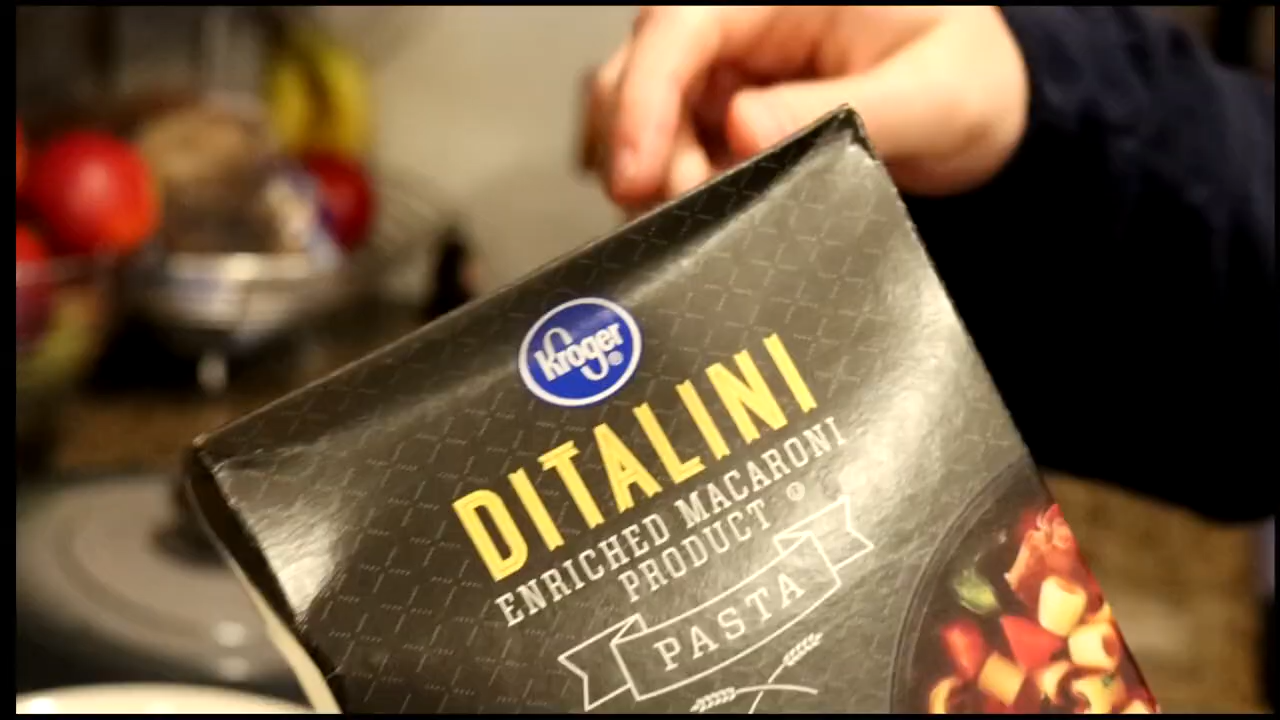 Kroger®
DITALINI
ENRICHED MACARONI
PRODUCT
PASTA